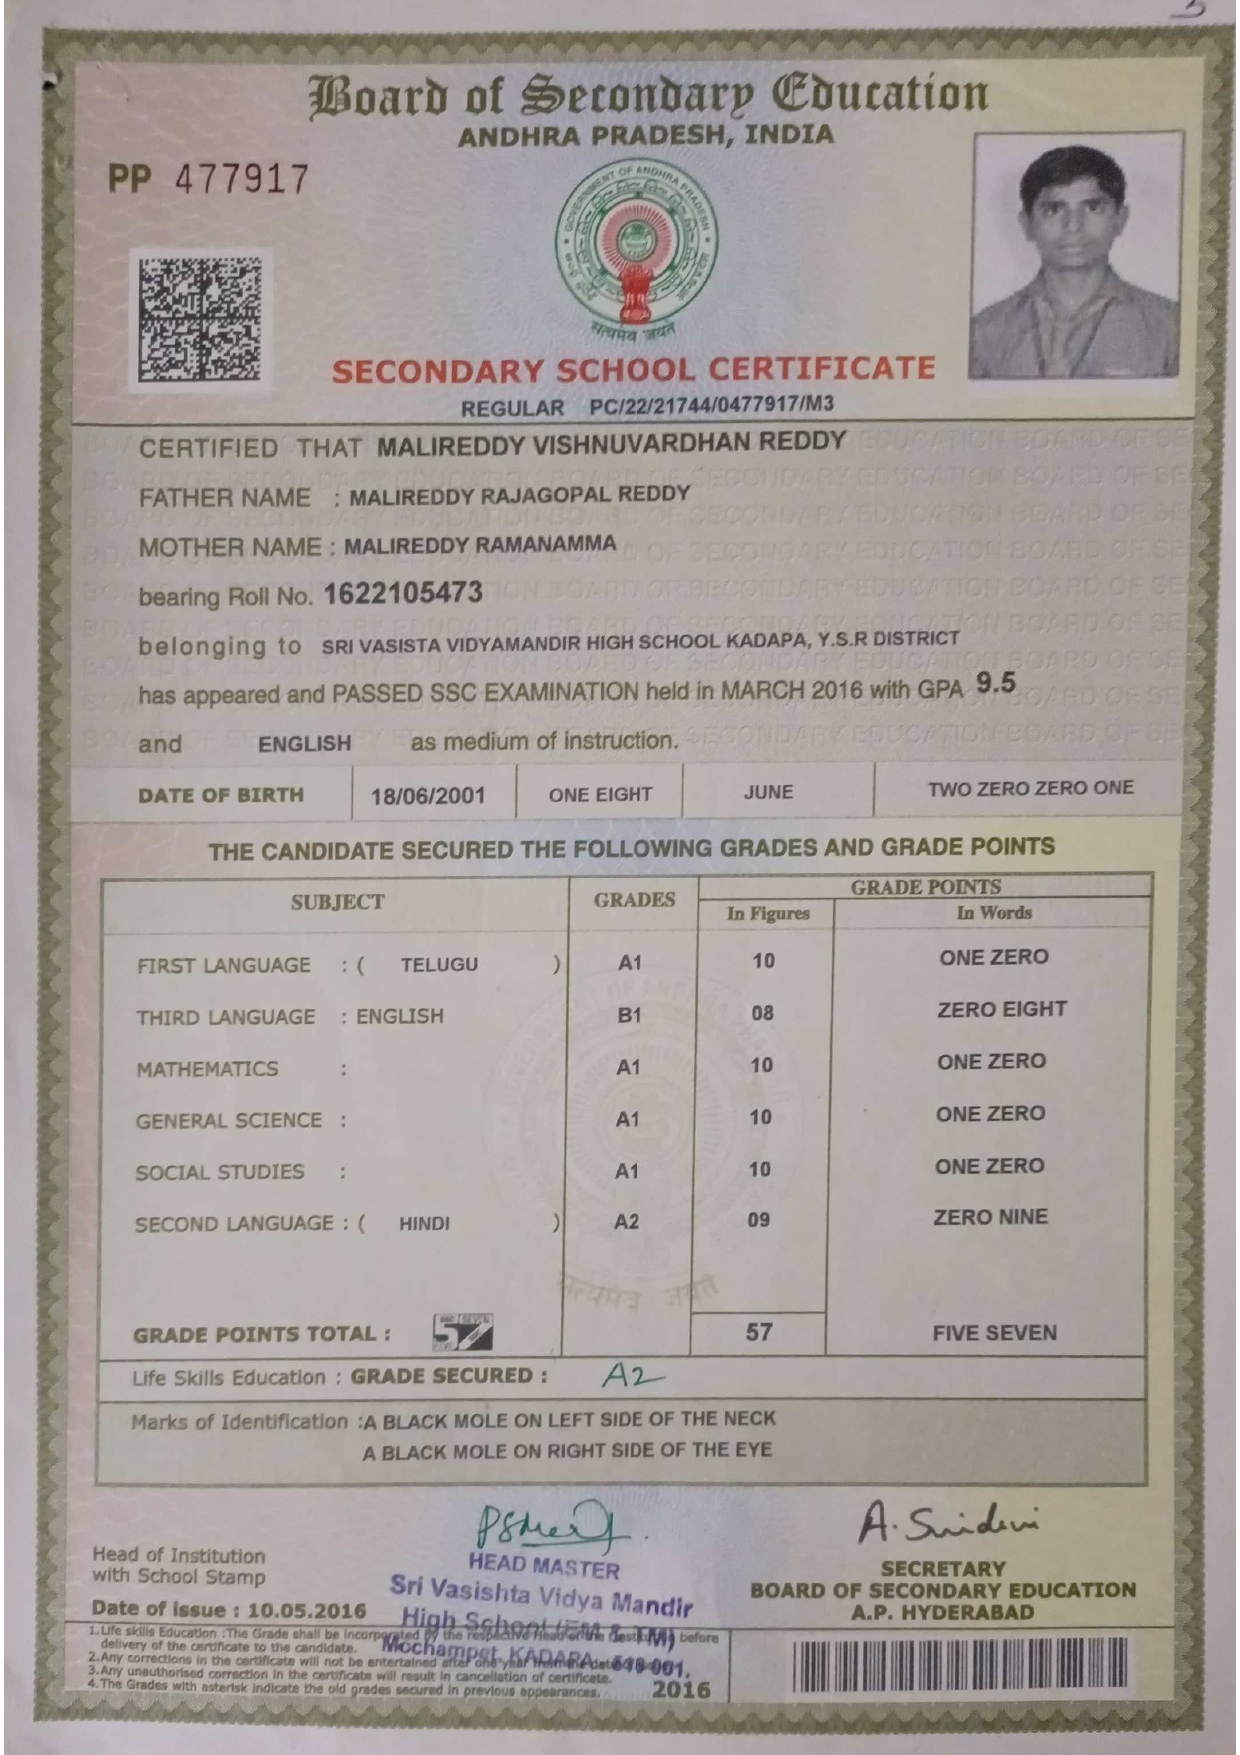 Board of Secondary Education
ANDHRA PRADESH, INDIA
PP 477917
GOVERNMENT OF ANDHRA PRADESH
सत्यमेव जयते
SECONDARY SCHOOL CERTIFICATE
REGULAR PC/22/21744/0477917/M3
CERTIFIED THAT MALIREDDY VISHNUVARDHAN REDDY
FATHER NAME : MALIREDDY RAJAGOPAL REDDY
MOTHER NAME : MALIREDDY RAMANAMMA
bearing Roll No. 1622105473
belonging to SRI VASISTA VIDYAMANDIR HIGH SCHOOL KADAPA, Y.S.R DISTRICT
has appeared and PASSED SSC EXAMINATION held in MARCH 2016 with GPA 9.5
and ENGLISH as medium of instruction.
DATE OF BIRTH 18/06/2001 ONE EIGHT JUNE TWO ZERO ZERO ONE
THE CANDIDATE SECURED THE FOLLOWING GRADES AND GRADE POINTS
SUBJECT GRADES GRADE POINTS
In Figures In Words
FIRST LANGUAGE : ( TELUGU ) A1 10 ONE ZERO
THIRD LANGUAGE : ENGLISH B1 08 ZERO EIGHT
MATHEMATICS : A1 10 ONE ZERO
GENERAL SCIENCE : A1 10 ONE ZERO
SOCIAL STUDIES : A1 10 ONE ZERO
SECOND LANGUAGE : ( HINDI ) A2 09 ZERO NINE
सत्यमेव जयते
GRADE POINTS TOTAL : 57 57 FIVE SEVEN
Life Skills Education : GRADE SECURED : A2
Marks of Identification :A BLACK MOLE ON LEFT SIDE OF THE NECK
A BLACK MOLE ON RIGHT SIDE OF THE EYE
A. Sridevi
Head of Institution
with School Stamp
HEAD MASTER
Sri Vasishta Vidya Mandir
High School (EM & TM)
Mochampet, KADAPA
001.
SECRETARY
BOARD OF SECONDARY EDUCATION
A.P. HYDERABAD
Date of issue : 10.05.2016
1.Life skills Education :The Grade shall be incorporated by the respective Head of the before
delivery of the certificate to the candidate.
2.Any corrections in the certificate will not be entertained after one year from the date
3.Any unauthorised correction in the certificate will result in cancellation of certificate.
4.The Grades with asterisk indicate the old grades secured in previous appearances.
2016